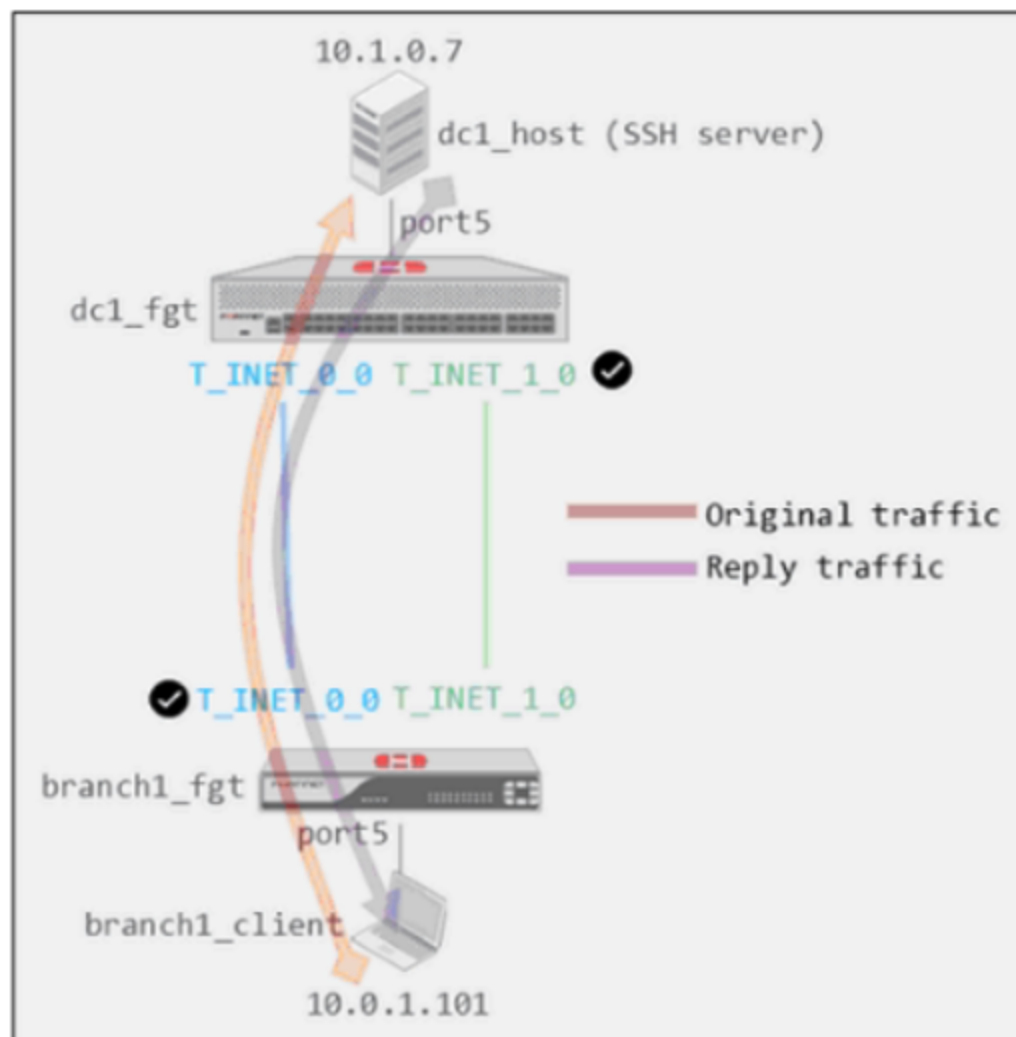 10.1.0.7
dc1_host (SSH server)
port5
dc1_fgt
T_INET_0_0 T_INET_1_0
Original traffic
Reply traffic
T_INET_0_0 T_INET_1_0
branch1_fgt
port5
branch1_client
10.0.1.101